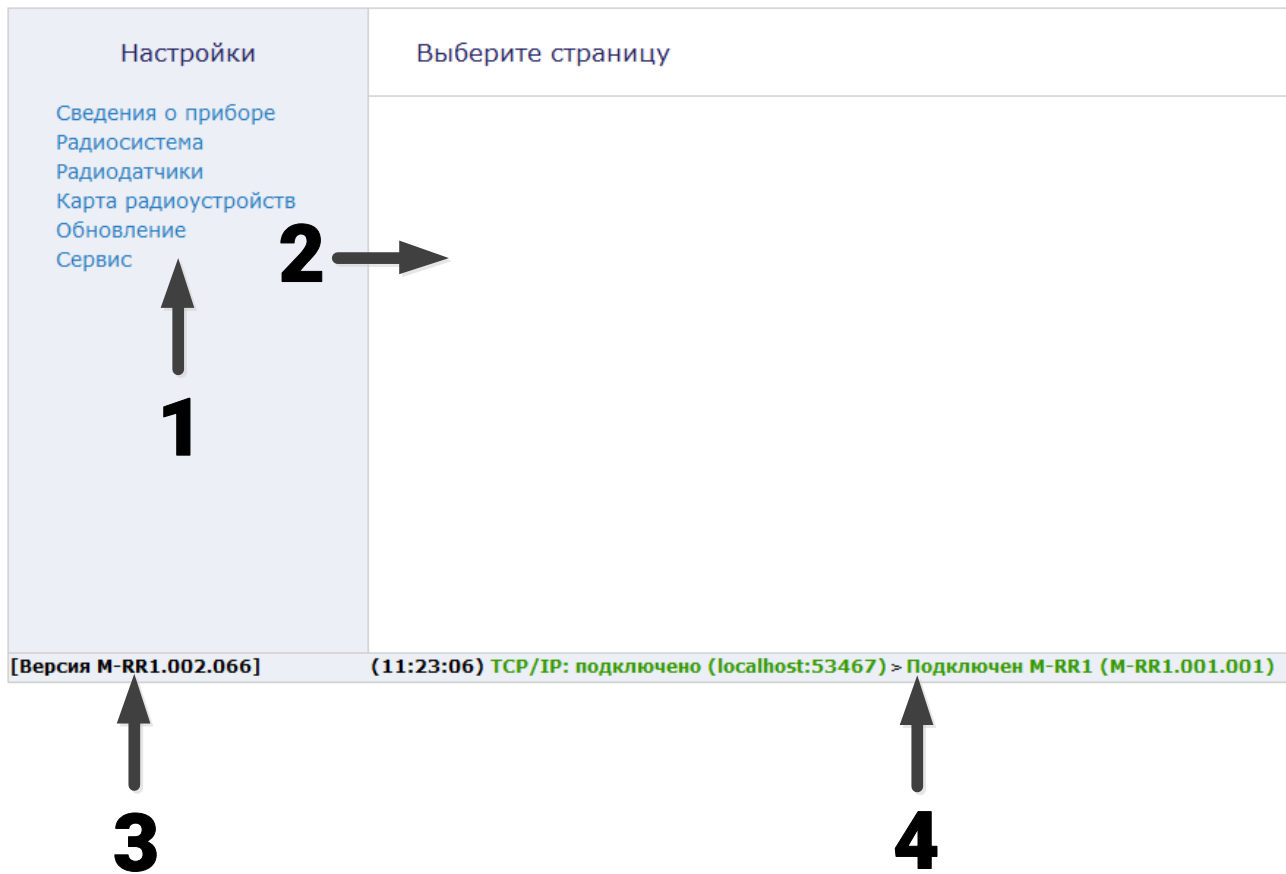 Настройки
Выберите страницу
Сведения о приборе
Радиосистема
Радиодатчики
Карта радиоустройств
Обновление
Сервис
2
1
[Версия M-RR1.002.066]
(11:23:06) TCP/IP: подключено (localhost:53467) > Подключен M-RR1 (M-RR1.001.001)
3
4